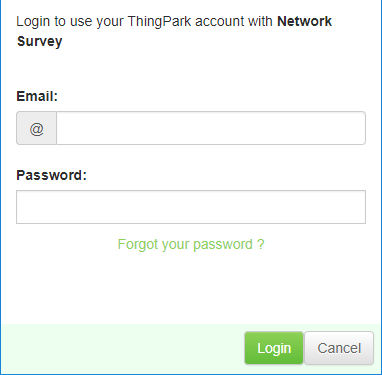 Login to use your ThingPark account with Network
Survey
Email:
@
Password:
Forgot your password ?
Login Cancel